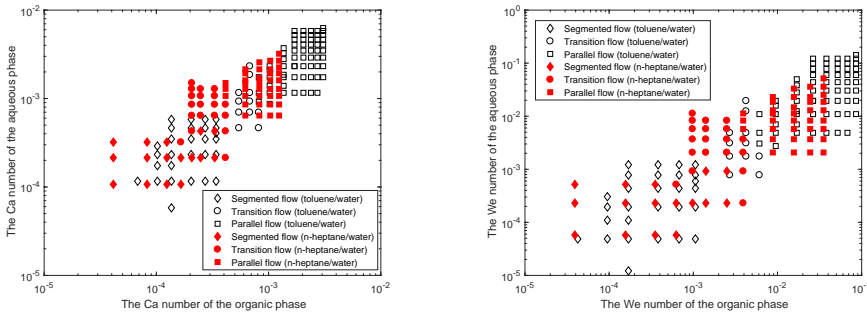 10^-2
10^-3
10^-4
10^-5
The Ca number of the aqueous phase
Segmented flow (toluene/water)
Transition flow (toluene/water)
Parallel flow (toluene/water)
Segmented flow (n-heptane/water)
Transition flow (n-heptane/water)
Parallel flow (n-heptane/water)
10^-5
10^-4
10^-3
10^-2
The Ca number of the organic phase
10^0
10^-1
10^-2
10^-3
10^-4
10^-5
The We number of the aqueous phase
Segmented flow (toluene/water)
Transition flow (toluene/water)
Parallel flow (toluene/water)
Segmented flow (n-heptane/water)
Transition flow (n-heptane/water)
Parallel flow (n-heptane/water)
10^-5
10^-4
10^-3
10^-2
10
The We number of the organic phase